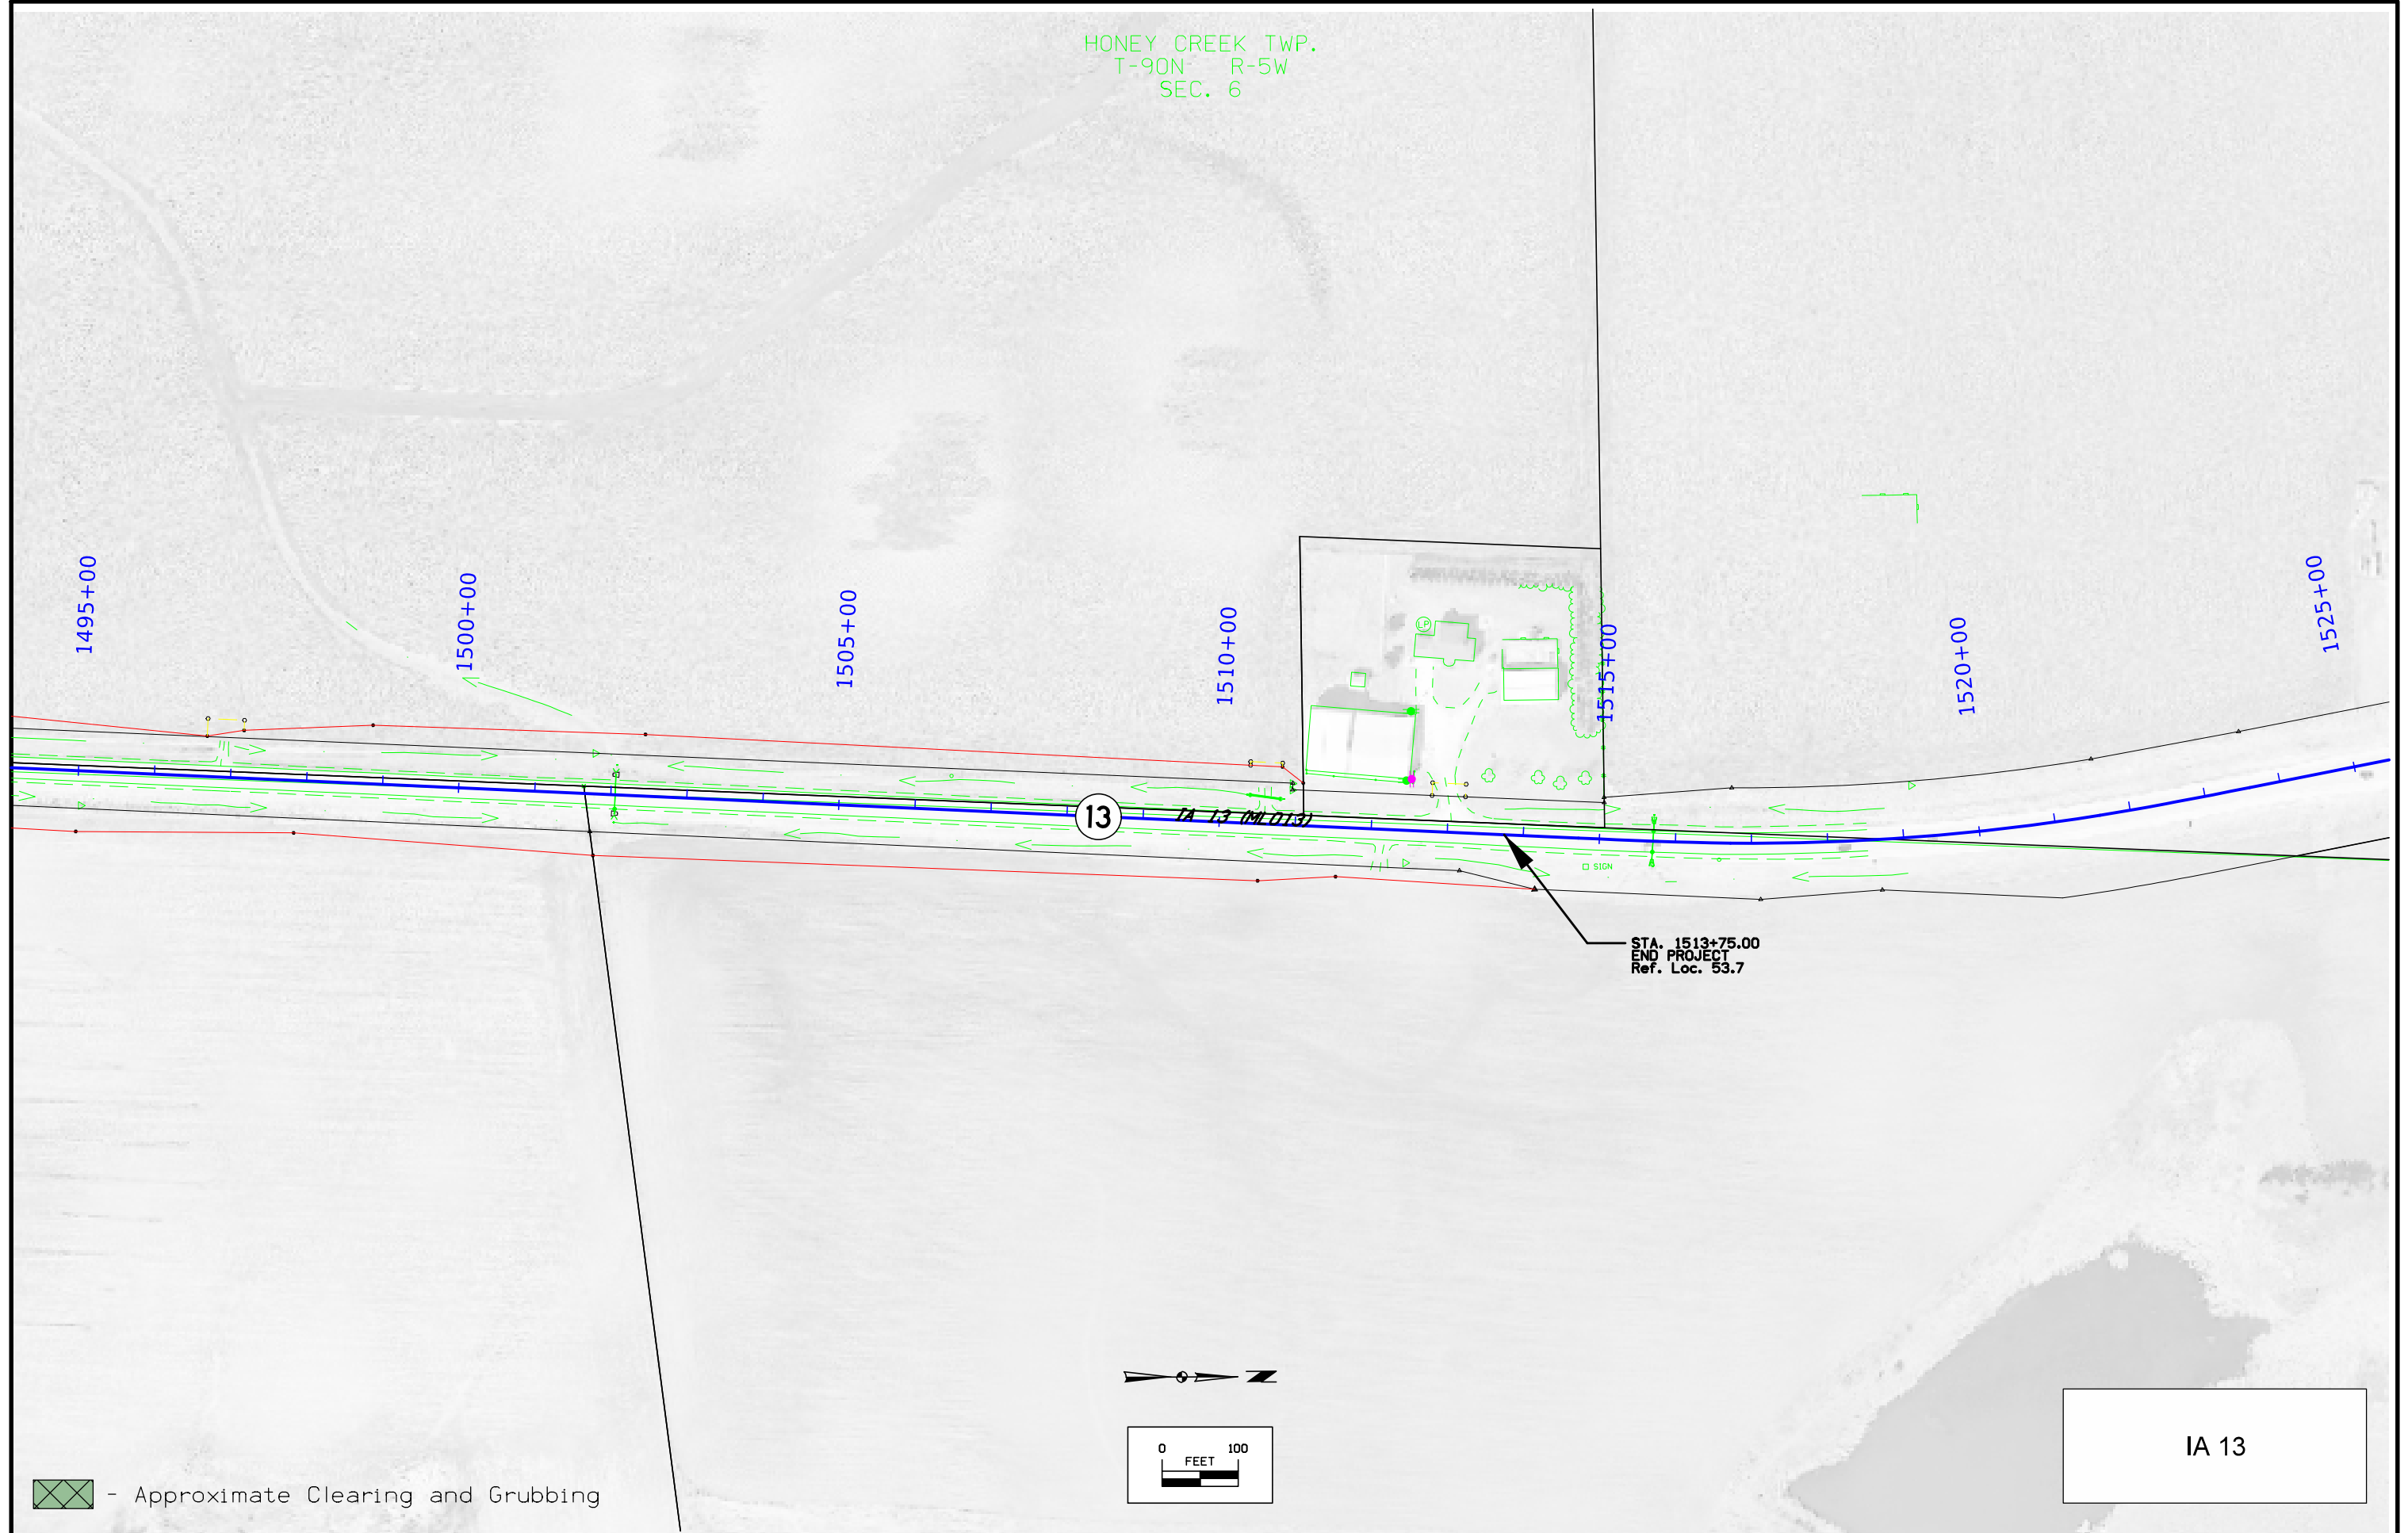 HONEY CREEK TWP.
T-90N R-5W
SEC. 6
1495+00
1500+00
1505+00
1510+00
1515+00
1520+00
1525+00
LP
13
IA 13 (ML013)
SIGN
STA. 1513+75.00
END PROJECT
Ref. Loc. 53.7
N
0 100
FEET
IA 13
- Approximate Clearing and Grubbing